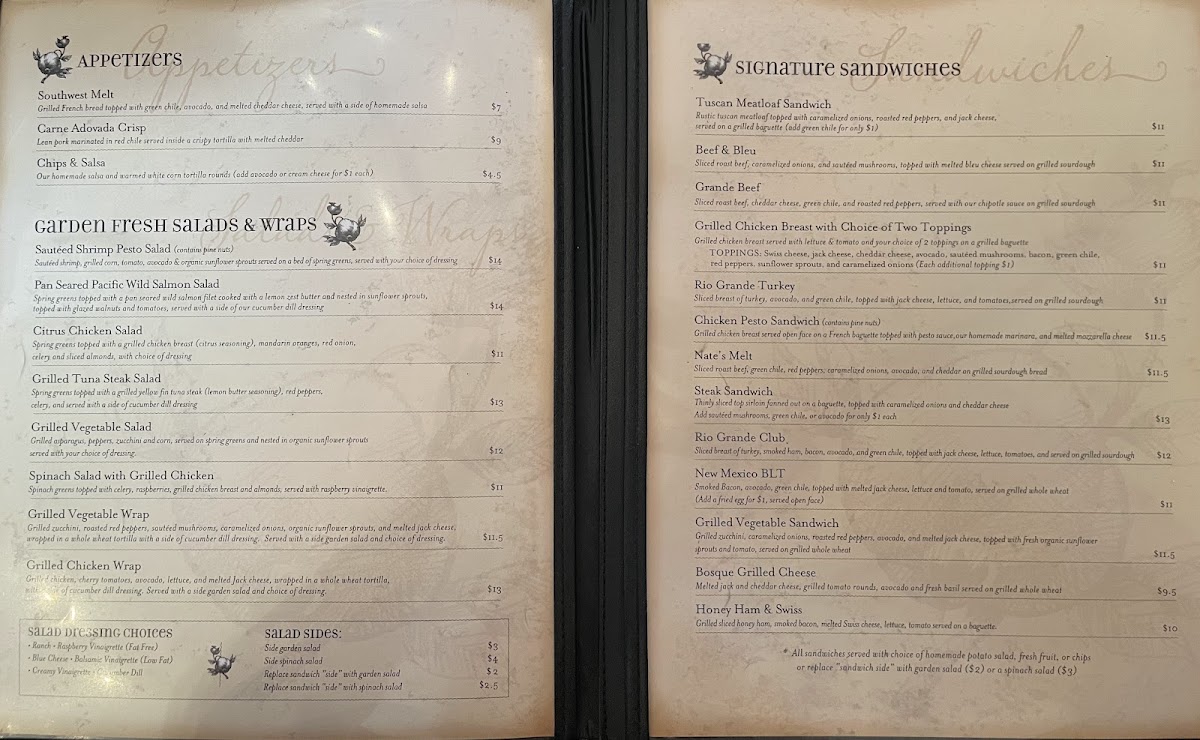 Appetizers
APPETIZERS
Southwest Melt
Grilled French bread topped with green chile, avocado, and melted cheddar cheese, served with a side of homemade salsa $7
Carne Adovada Crisp
Lean pork marinated in red chile served inside a crispy tortilla with melted cheddar $9
Chips & Salsa
Our homemade salsa and warmed white corn tortilla rounds (add avocado or cream cheese for $1 each) $4.5
Salads & Wraps
GARDEN FRESH SALADS & WRAPS
Sautéed Shrimp Pesto Salad (contains pine nuts)
Sautéed shrimp, grilled corn, tomato, avocado & organic sunflower sprouts served on a bed of spring greens, served with your choice of dressing $14
Pan Seared Pacific Wild Salmon Salad
Spring greens topped with a pan seared wild salmon filet cooked with a lemon zest butter and nested in sunflower sprouts,
topped with glazed walnuts and tomatoes, served with a side of our cucumber dill dressing $14
Citrus Chicken Salad
Spring greens topped with a grilled chicken breast (citrus seasoning), mandarin oranges, red onion,
celery and sliced almonds, with choice of dressing $11
Grilled Tuna Steak Salad
Spring greens topped with a grilled yellow fin tuna steak (lemon butter seasoning), red peppers,
celery, and served with a side of cucumber dill dressing $13
Grilled Vegetable Salad
Grilled asparagus, peppers, zucchini and corn, served on spring greens and nested in organic sunflower sprouts
served with your choice of dressing. $12
Spinach Salad with Grilled Chicken
Spinach greens topped with celery, raspberries, grilled chicken breast and almonds, served with raspberry vinaigrette. $11
Grilled Vegetable Wrap
Grilled zucchini, roasted red peppers, sautéed mushrooms, caramelized onions, organic sunflower sprouts, and melted jack cheese,
wrapped in a whole wheat tortilla with a side of cucumber dill dressing. Served with a side garden salad and choice of dressing. $11.5
Grilled Chicken Wrap
Grilled chicken, cherry tomatoes, avocado, lettuce, and melted Jack cheese, wrapped in a whole wheat tortilla,
with a side of cucumber dill dressing. Served with a side garden salad and choice of dressing. $13
SALAD DRESSING CHOICES
• Ranch • Raspberry Vinaigrette (Fat Free)
• Blue Cheese • Balsamic Vinaigrette (Low Fat)
• Creamy Vinaigrette • Cucumber Dill
SALAD SIDES:
Side garden salad $3
Side spinach salad $4
Replace sandwich "side" with garden salad $2
Replace sandwich "side" with spinach salad $2.5
Sandwiches
SIGNATURE SANDWICHES
Tuscan Meatloaf Sandwich
Rustic tuscan meatloaf topped with caramelized onions, roasted red peppers, and jack cheese,
served on a grilled baguette (add green chile for only $1) $11
Beef & Bleu
Sliced roast beef, caramelized onions, and sautéed mushrooms, topped with melted bleu cheese served on grilled sourdough $11
Grande Beef
Sliced roast beef, cheddar cheese, green chile, and roasted red peppers, served with our chipotle sauce on grilled sourdough $11
Grilled Chicken Breast with Choice of Two Toppings
Grilled chicken breast served with lettuce & tomato and your choice of 2 toppings on a grilled baguette
TOPPINGS: Swiss cheese, jack cheese, cheddar cheese, avocado, sautéed mushrooms, bacon, green chile,
red peppers, sunflower sprouts, and caramelized onions (Each additional topping $1) $11
Rio Grande Turkey
Sliced breast of turkey, avocado, and green chile, topped with jack cheese, lettuce, and tomatoes,served on grilled sourdough $11
Chicken Pesto Sandwich (contains pine nuts)
Grilled chicken breast served open face on a French baguette topped with pesto sauce,our homemade marinara, and melted mozzarella cheese $11.5
Nate's Melt
Sliced roast beef, green chile, red peppers, caramelized onions, avocado, and cheddar on grilled sourdough bread $11.5
Steak Sandwich
Thinly sliced top sirloin fanned out on a baguette, topped with caramelized onions and cheddar cheese
Add sautéed mushrooms, green chile, or avocado for only $1 each $13
Rio Grande Club
Sliced breast of turkey, smoked ham, bacon, avocado, and green chile, topped with jack cheese, lettuce, tomatoes, and served on grilled sourdough $12
New Mexico BLT
Smoked Bacon, avocado, green chile, topped with melted jack cheese, lettuce and tomato, served on grilled whole wheat
(Add a fried egg for $1, served open face) $11
Grilled Vegetable Sandwich
Grilled zucchini, caramelized onions, roasted red peppers, avocado, and melted jack cheese, topped with fresh organic sunflower
sprouts and tomato, served on grilled whole wheat $11.5
Bosque Grilled Cheese
Melted jack and cheddar cheese, grilled tomato rounds, avocado and fresh basil served on grilled whole wheat $9.5
Honey Ham & Swiss
Grilled sliced honey ham, smoked bacon, melted Swiss cheese, lettuce, tomato served on a baguette. $10
* All sandwiches served with choice of homemade potato salad, fresh fruit, or chips
or replace "sandwich side" with garden salad ($2) or a spinach salad ($3)